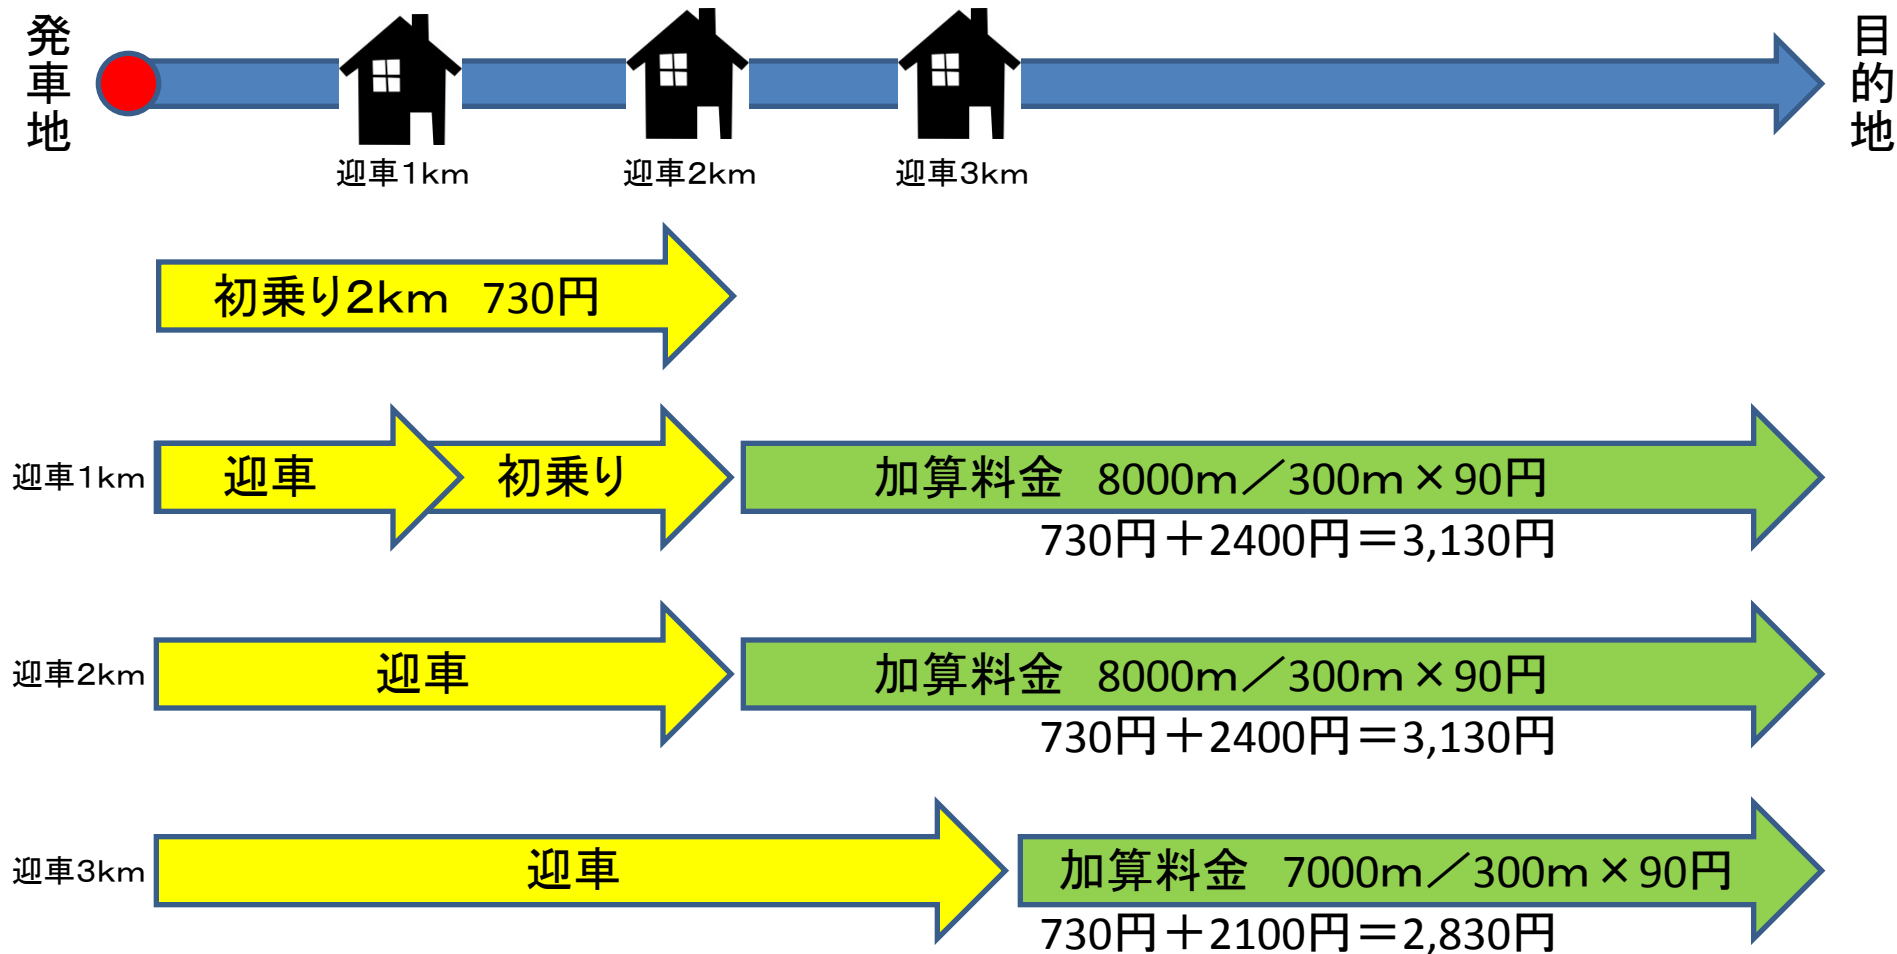 発車地
目的地
迎車1km
迎車2km
迎車3km
初乗り2km 730円
迎車1km
迎車
初乗り
加算料金 8000m／300m×90円
730円＋2400円＝3,130円
迎車2km
迎車
加算料金 8000m／300m×90円
730円＋2400円＝3,130円
迎車3km
迎車
加算料金 7000m／300m×90円
730円＋2100円＝2,830円